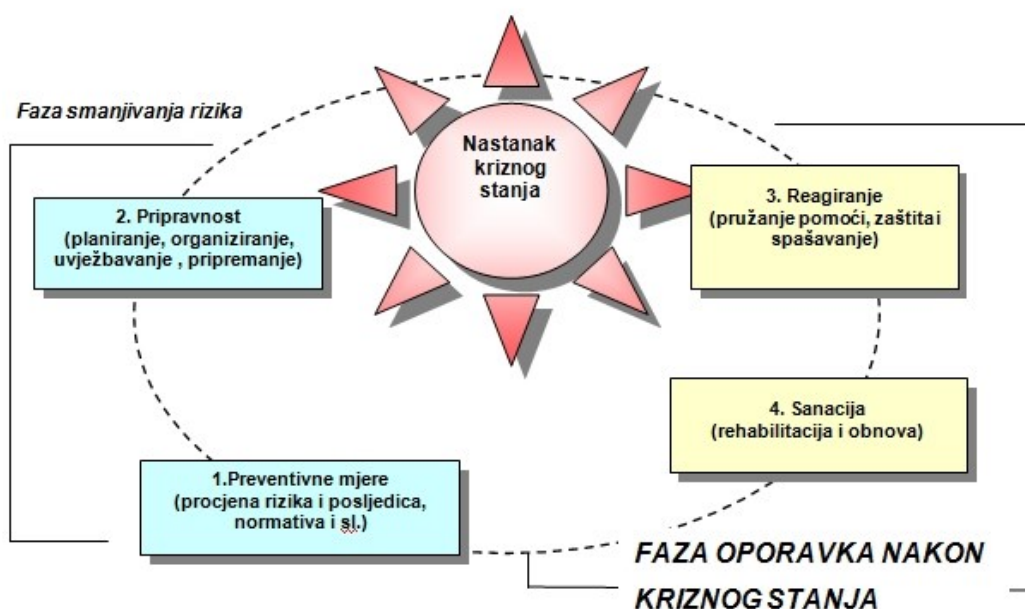 Faza smanjivanja rizika
Nastanak
kriznog
stanja
2. Pripravnost
(planiranje, organiziranje,
uvježbavanje , pripremanje)
3. Reagiranje
(pružanje pomoći, zaštita i
spašavanje)
4. Sanacija
(rehabilitacija i obnova)
1.Preventivne mjere
(procjena rizika i posljedica,
normativa i sl.)
FAZA OPORAVKA NAKON
KRIZNOG STANJA